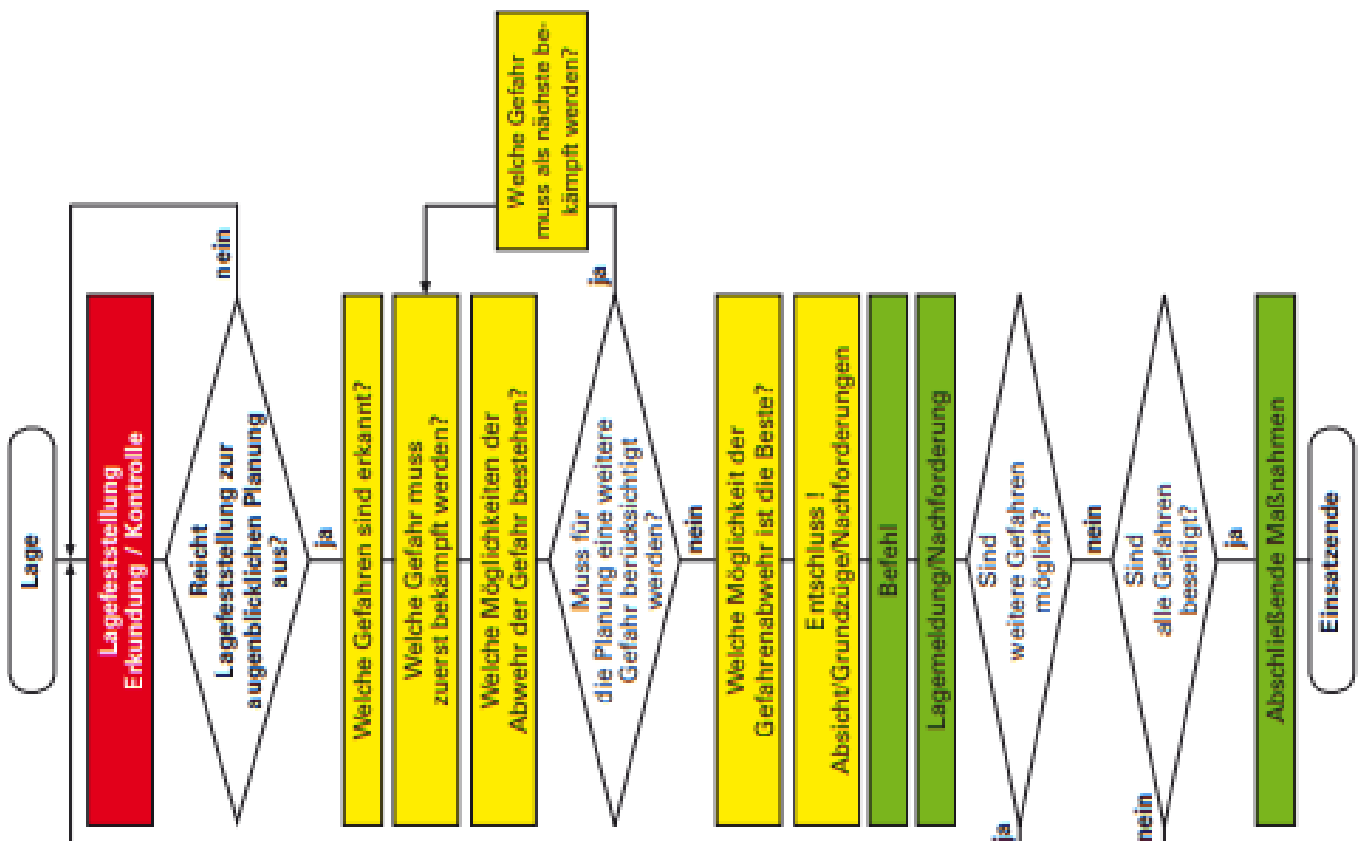 Lage
Lagefeststellung
Erkundung / Kontrolle
Reicht
Lagefeststellung zur
augenblicklichen Planung
aus?
nein
ja
Welche Gefahren sind erkannt?
Welche Gefahr muss
zuerst bekämpft werden?
Welche Möglichkeiten der
Abwehr der Gefahr bestehen?
Welche Gefahr
muss als nächste be-
kämpft werden?
Muss für
die Planung eine weitere
Gefahr berücksichtigt
werden?
ja
nein
Welche Möglichkeit der
Gefahrenabwehr ist die Beste?
Entschluss !
Absicht/Grundzüge/Nachforderungen
Befehl
Lagemeldung/Nachforderung
Sind
weitere Gefahren
möglich?
ja
nein
Sind
alle Gefahren
beseitigt?
nein
ja
Abschließende Maßnahmen
Einsatzende